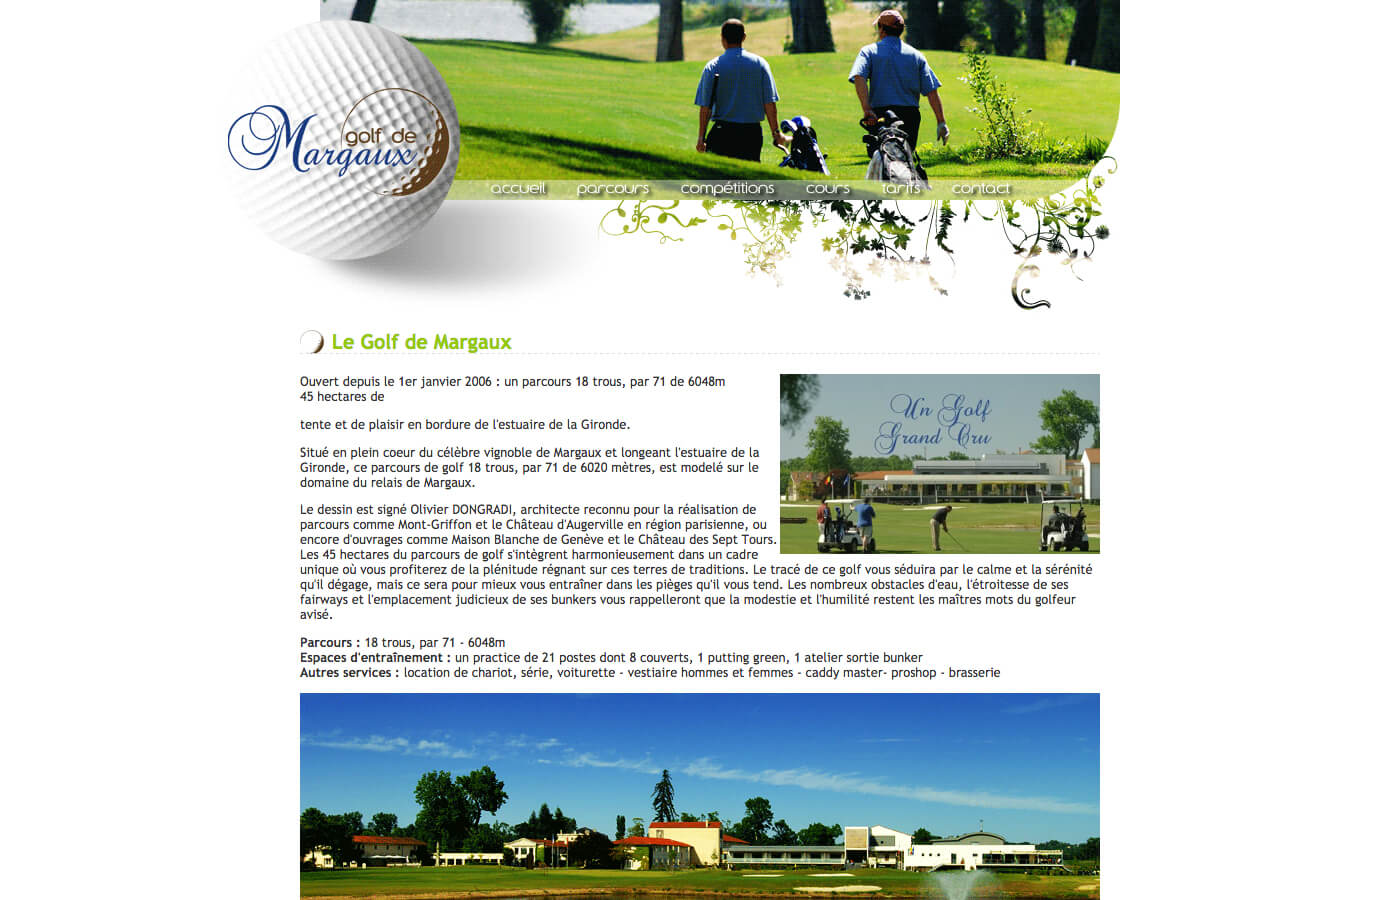 golf de
Margaux
accueil parcours compétitions cours tarifs contact
Le Golf de Margaux
Ouvert depuis le 1er janvier 2006 : un parcours 18 trous, par 71 de 6048m
45 hectares de
tente et de plaisir en bordure de l'estuaire de la Gironde.
Un Golf
Grand Cru
Situé en plein coeur du célèbre vignoble de Margaux et longeant l'estuaire de la
Gironde, ce parcours de golf 18 trous, par 71 de 6020 mètres, est modelé sur le
domaine du relais de Margaux.
Le dessin est signé Olivier DONGRADI, architecte reconnu pour la réalisation de
parcours comme Mont-Griffon et le Château d'Augerville en région parisienne, ou
encore d'ouvrages comme Maison Blanche de Genève et le Château des Sept Tours.
Les 45 hectares du parcours de golf s'intègrent harmonieusement dans un cadre
unique où vous profiterez de la plénitude régnant sur ces terres de traditions. Le tracé de ce golf vous séduira par le calme et la sérénité
qu'il dégage, mais ce sera pour mieux vous entraîner dans les pièges qu'il vous tend. Les nombreux obstacles d'eau, l'étroitesse de ses
fairways et l'emplacement judicieux de ses bunkers vous rappelleront que la modestie et l'humilité restent les maîtres mots du golfeur
avisé.
Parcours : 18 trous, par 71 - 6048m
Espaces d'entraînement : un practice de 21 postes dont 8 couverts, 1 putting green, 1 atelier sortie bunker
Autres services : location de chariot, série, voiturette - vestiaire hommes et femmes - caddy master- proshop - brasserie